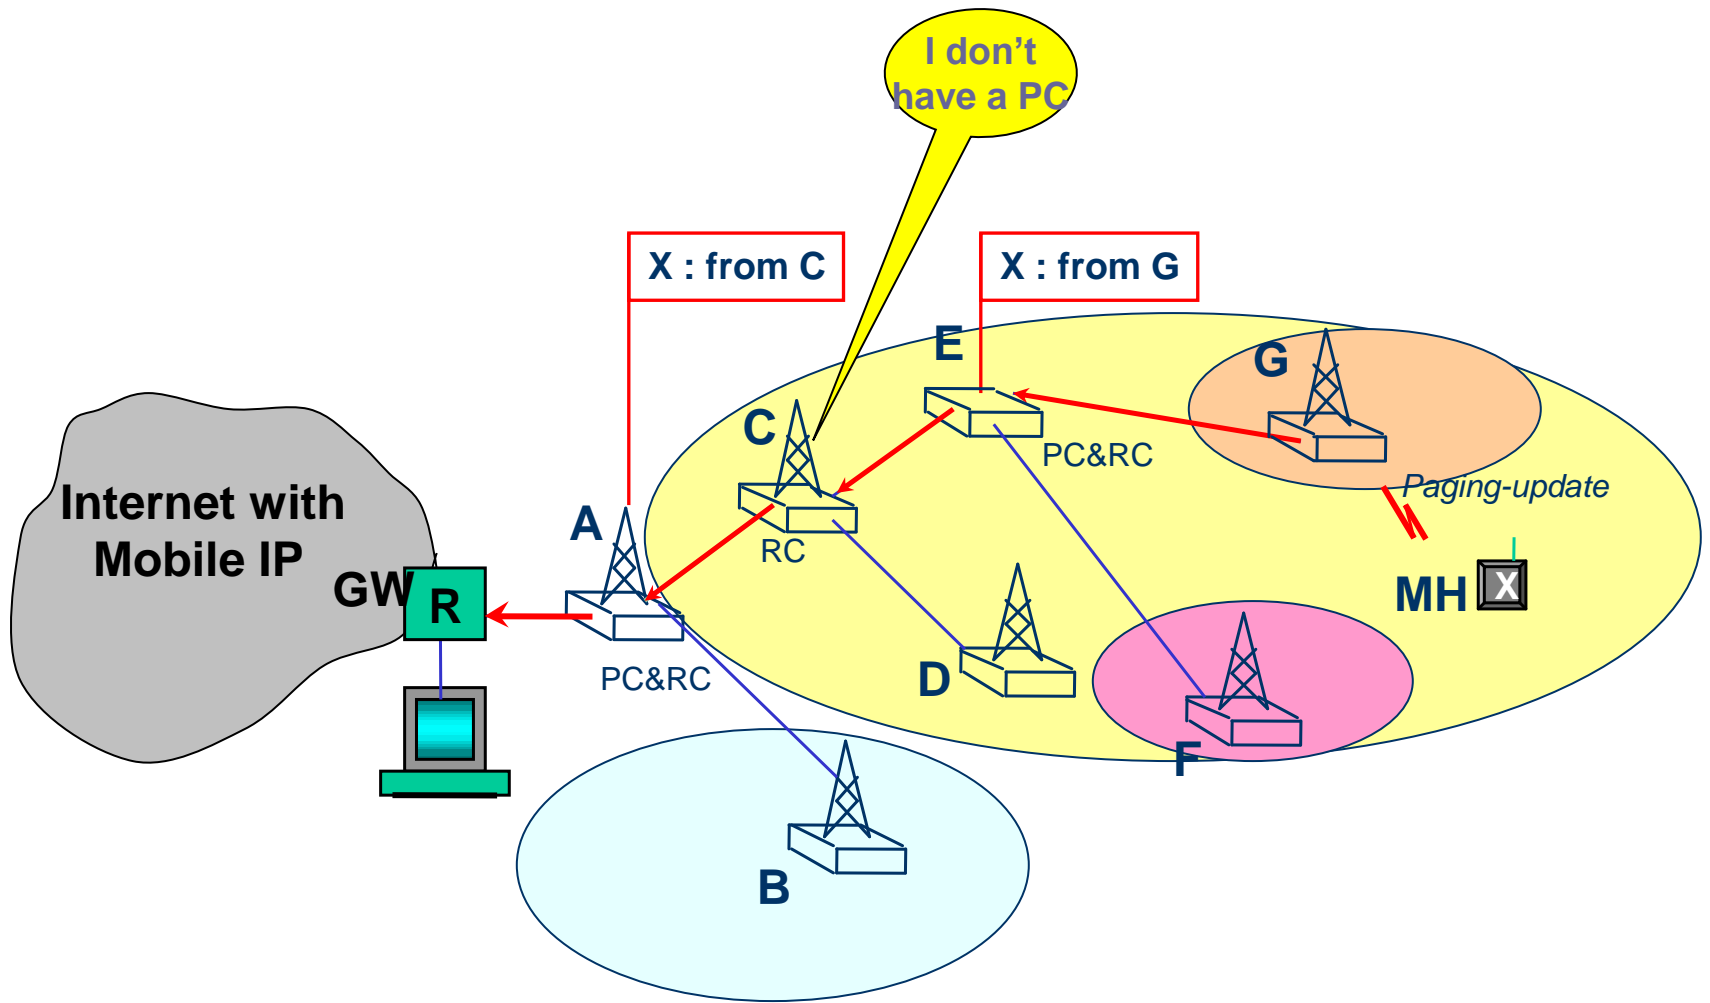 I don’t
have a PC
X : from C
X : from G
E
G
C
PC&RC
Paging-update
Internet with
Mobile IP
A
RC
GW
R
MH
X
PC&RC
D
F
B